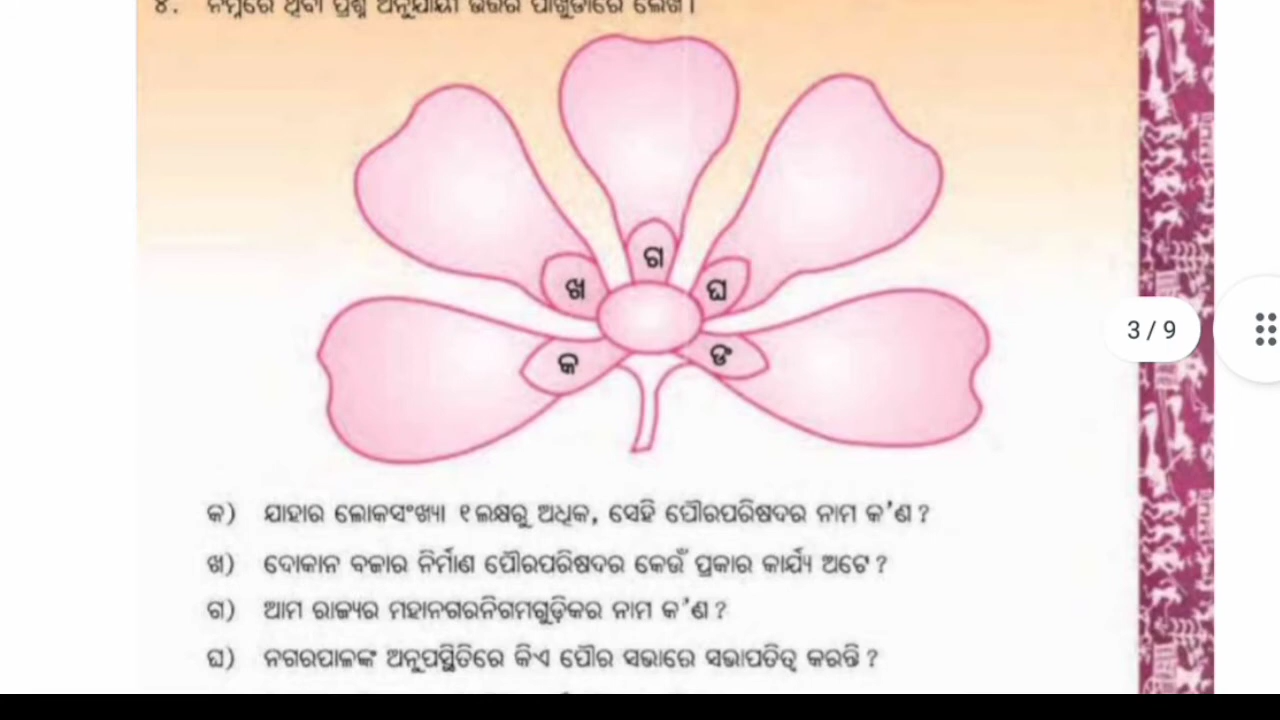 ୪. ନିମ୍ନରେ ଥିବା ପ୍ରଶ୍ନ ଅନୁଯାୟୀ ଉତ୍ତର ପାଖୁଡ଼ାରେ ଲେଖ।
ଗ
ଖ ଘ
କ ଙ
3 / 9
କ) ଯାହାର ଲୋକସଂଖ୍ୟା ୧ ଲକ୍ଷରୁ ଅଧିକ, ସେହି ପୌରପରିଷଦର ନାମ କ'ଣ ?
ଖ) ଦୋକାନ ବଜାର ନିର୍ମାଣ ପୌରପରିଷଦର କେଉଁ ପ୍ରକାର କାର୍ଯ୍ୟ ଅଟେ ?
ଗ) ଆମ ରାଜ୍ୟର ମହାନଗରନିଗମଗୁଡ଼ିକର ନାମ କ'ଣ ?
ଘ) ନଗରପାଳଙ୍କ ଅନୁପସ୍ଥିତିରେ କିଏ ପୌର ସଭାରେ ସଭାପତିତ୍ୱ କରନ୍ତି ?